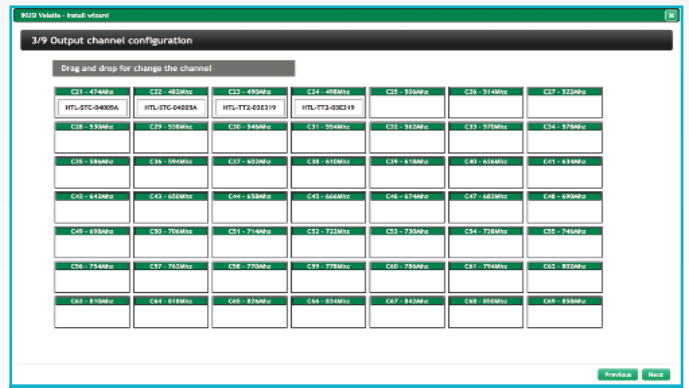 IKUSI Velatia - Install wizard
3/9 Output channel configuration
Drag and drop for change the channel
C21 - 474Mhz C22 - 482Mhz C23 - 490Mhz C24 - 498Mhz C25 - 506Mhz C26 - 514Mhz C27 - 522Mhz
HTL-STC-04005A HTL-STC-04005A HTL-TT2-03E319 HTL-TT2-03E319
C28 - 530Mhz C29 - 538Mhz C30 - 546Mhz C31 - 554Mhz C32 - 562Mhz C33 - 570Mhz C34 - 578Mhz
C35 - 586Mhz C36 - 594Mhz C37 - 602Mhz C38 - 610Mhz C39 - 618Mhz C40 - 626Mhz C41 - 634Mhz
C42 - 642Mhz C43 - 650Mhz C44 - 658Mhz C45 - 666Mhz C46 - 674Mhz C47 - 682Mhz C48 - 690Mhz
C49 - 698Mhz C50 - 706Mhz C51 - 714Mhz C52 - 722Mhz C53 - 730Mhz C54 - 738Mhz C55 - 746Mhz
C56 - 754Mhz C57 - 762Mhz C58 - 770Mhz C59 - 778Mhz C60 - 786Mhz C61 - 794Mhz C62 - 802Mhz
C63 - 810Mhz C64 - 818Mhz C65 - 826Mhz C66 - 834Mhz C67 - 842Mhz C68 - 850Mhz C69 - 858Mhz
Previous Next